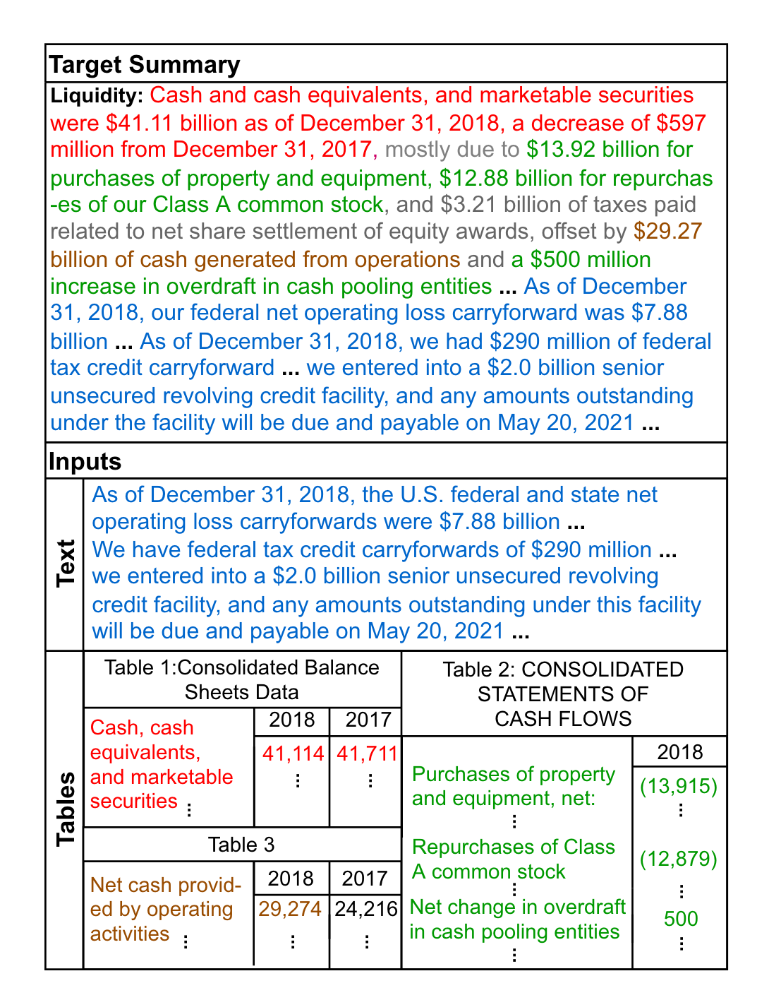 Target Summary
Liquidity: Cash and cash equivalents, and marketable securities
were $41.11 billion as of December 31, 2018, a decrease of $597
million from December 31, 2017, mostly due to $13.92 billion for
purchases of property and equipment, $12.88 billion for repurchas
-es of our Class A common stock, and $3.21 billion of taxes paid
related to net share settlement of equity awards, offset by $29.27
billion of cash generated from operations and a $500 million
increase in overdraft in cash pooling entities ... As of December
31, 2018, our federal net operating loss carryforward was $7.88
billion ... As of December 31, 2018, we had $290 million of federal
tax credit carryforward ... we entered into a $2.0 billion senior
unsecured revolving credit facility, and any amounts outstanding
under the facility will be due and payable on May 20, 2021 ...
Inputs
Text
As of December 31, 2018, the U.S. federal and state net
operating loss carryforwards were $7.88 billion ...
We have federal tax credit carryforwards of $290 million ...
we entered into a $2.0 billion senior unsecured revolving
credit facility, and any amounts outstanding under this facility
will be due and payable on May 20, 2021 ...
Tables
Table 1:Consolidated Balance
Sheets Data
2018 2017
Cash, cash
equivalents,
and marketable
securities ...
41,114 41,711
... ...
Table 3
2018 2017
Net cash provid-
ed by operating
activities ...
29,274 24,216
... ...
Table 2: CONSOLIDATED
STATEMENTS OF
CASH FLOWS
2018
Purchases of property
and equipment, net:
...
(13,915)
...
Repurchases of Class
A common stock
...
(12,879)
...
Net change in overdraft
in cash pooling entities
...
500
...